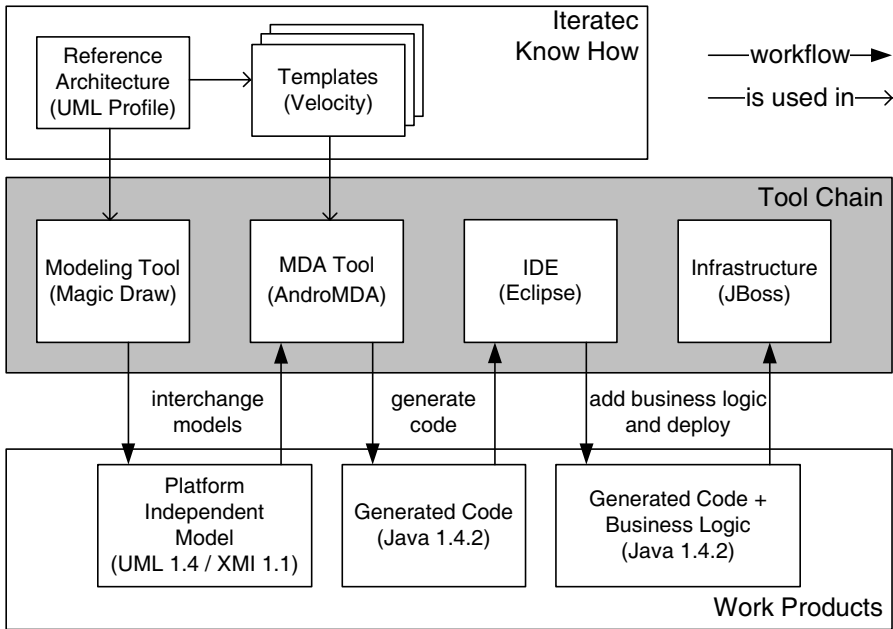 Iteratec
Know How
Reference
Architecture
(UML Profile)
Templates
(Velocity)
workflow
is used in
Tool Chain
Modeling Tool
(Magic Draw)
MDA Tool
(AndroMDA)
IDE
(Eclipse)
Infrastructure
(JBoss)
interchange
models
generate
code
add business logic
and deploy
Platform
Independent
Model
(UML 1.4 / XMI 1.1)
Generated Code
(Java 1.4.2)
Generated Code +
Business Logic
(Java 1.4.2)
Work Products